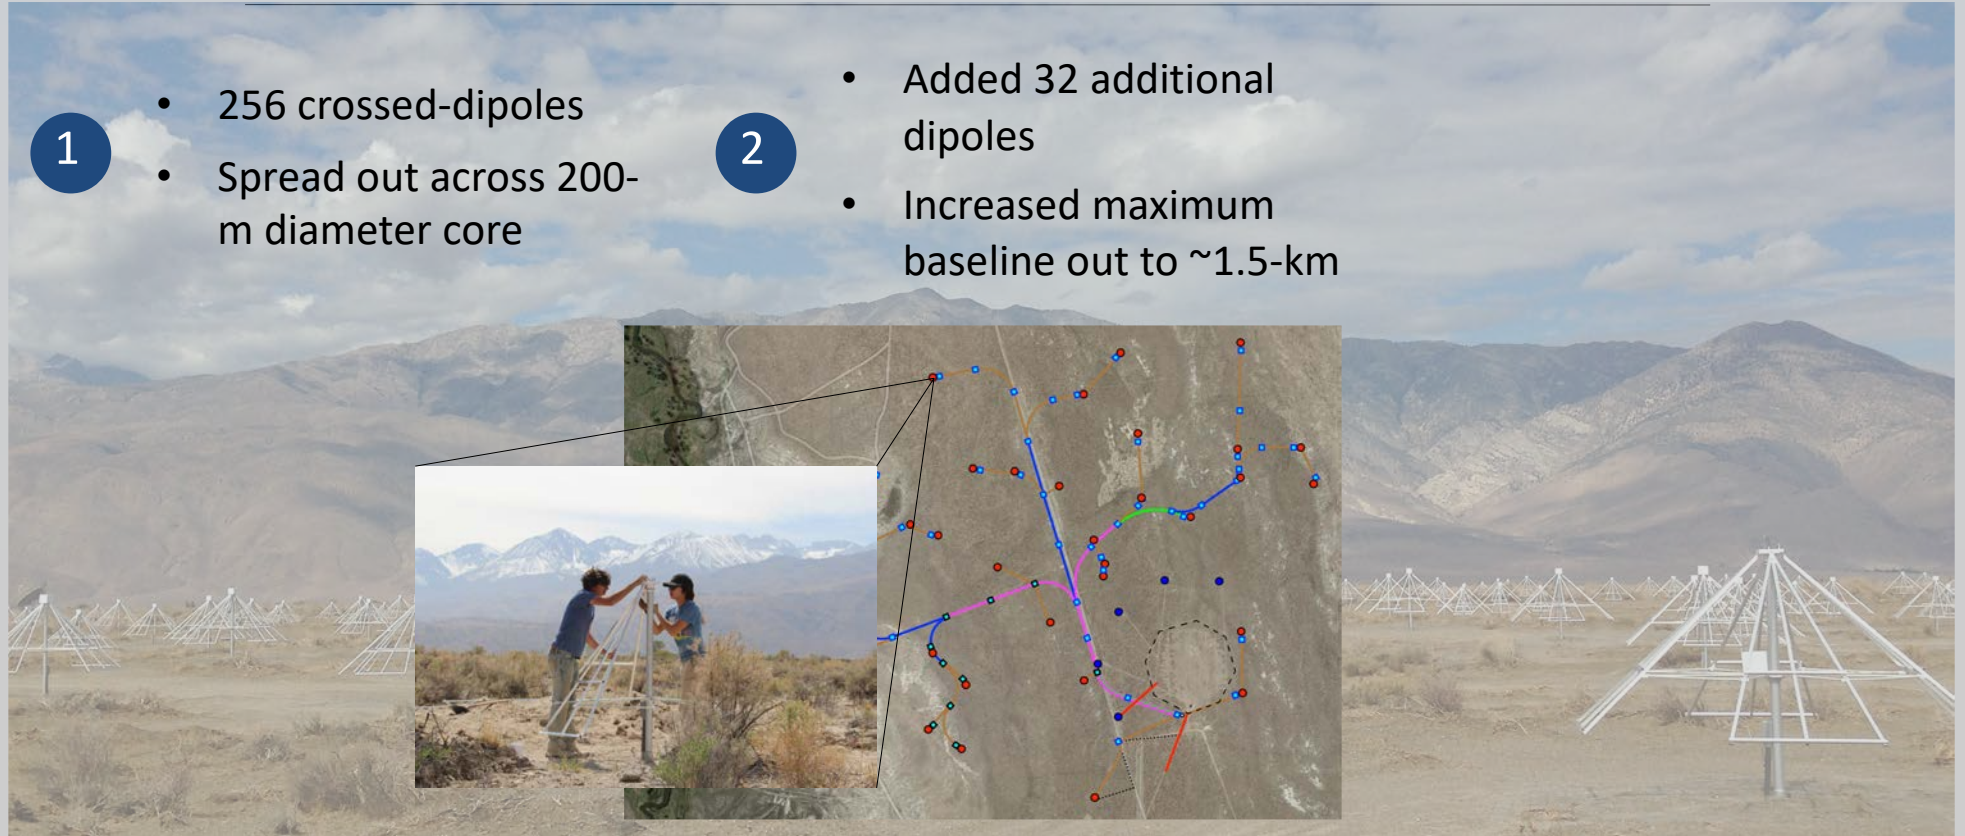 1
• 256 crossed-dipoles
• Spread out across 200-
m diameter core
2
• Added 32 additional
dipoles
• Increased maximum
baseline out to ~1.5-km